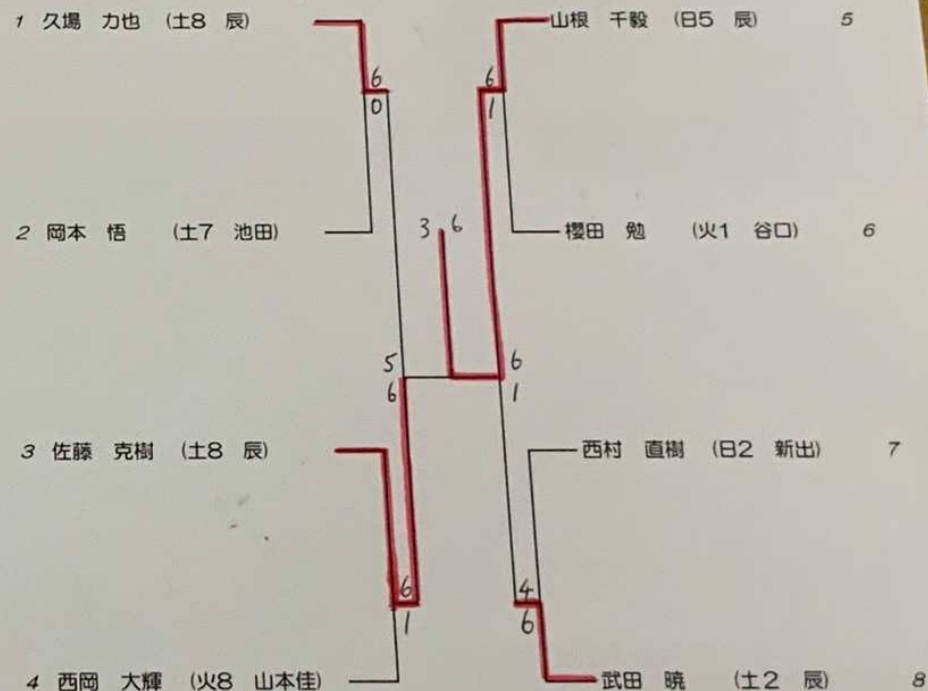 1 久場 力也 (土8 辰)
山根 千毅 (日5 辰) 5
6
0
6
1
2 岡本 悟 (土7 池田)
3 6
櫻田 勉 (火1 谷口) 6
5
6
6
1
3 佐藤 克樹 (土8 辰)
西村 直樹 (日2 新出) 7
6
1
4
6
4 西岡 大輝 (火8 山本佳)
武田 暁 (土2 辰) 8